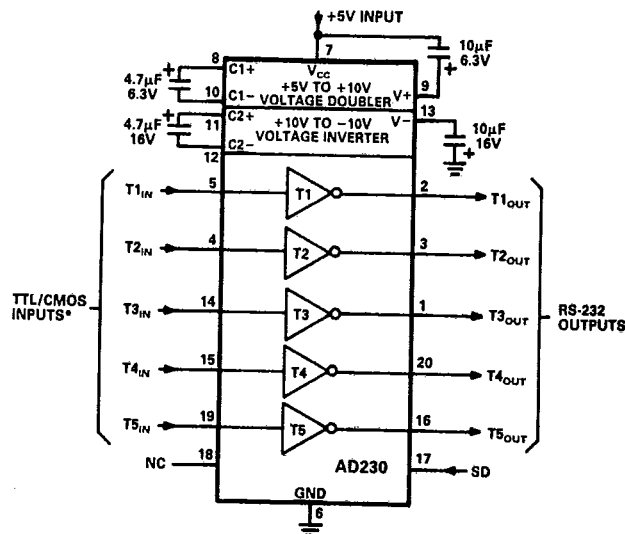 +5V INPUT
7
8
C1+
VCC
10µF
6.3V
4.7µF
6.3V
+5V TO +10V
VOLTAGE DOUBLER
V+
9
10
C1−
13
4.7µF
16V
11
C2+
+10V TO −10V
VOLTAGE INVERTER
V−
10µF
16V
C2−
12
T1IN
5
T1
2
T1OUT
T2IN
4
T2
3
T2OUT
TTL/CMOS
INPUTS*
T3IN
14
T3
1
T3OUT
RS-232
OUTPUTS
T4IN
15
T4
20
T4OUT
T5IN
19
T5
16
T5OUT
NC
18
AD230
17
SD
GND
6